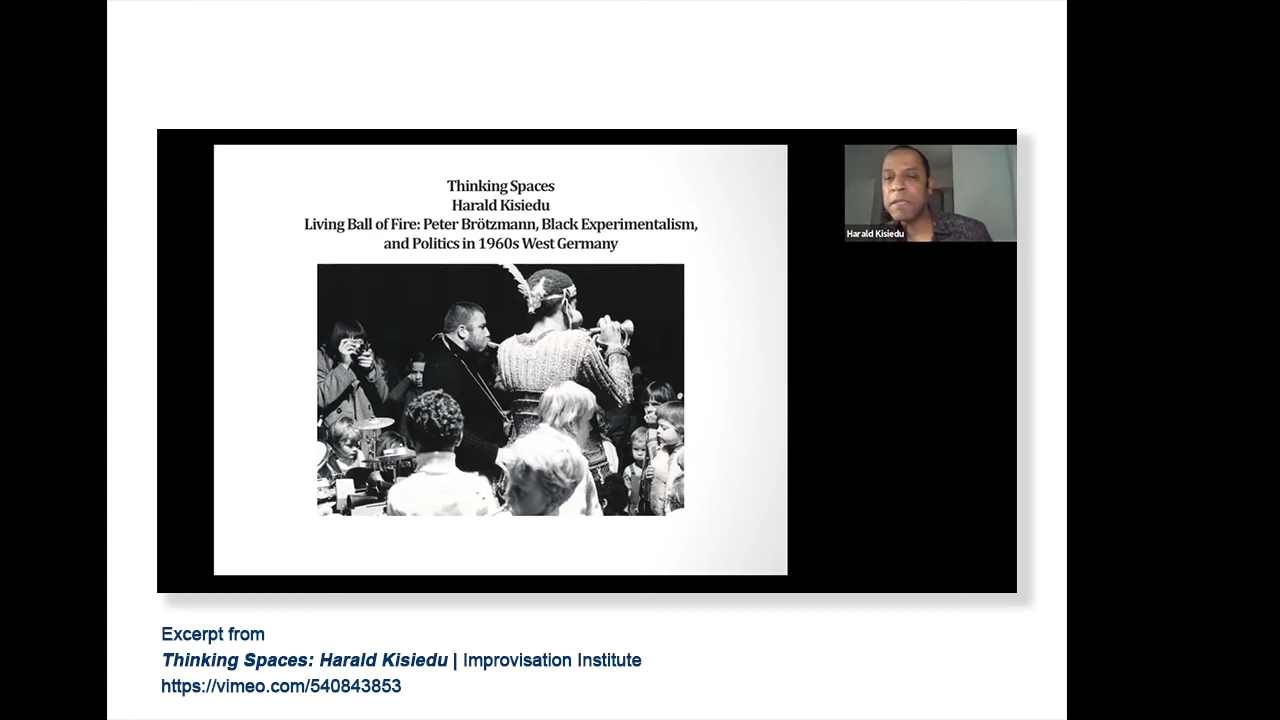 Thinking Spaces
Harald Kisiedu
Living Ball of Fire: Peter Brötzmann, Black Experimentalism,
and Politics in 1960s West Germany
Harald Kisiedu
Excerpt from
Thinking Spaces: Harald Kisiedu | Improvisation Institute
https://vimeo.com/540843853